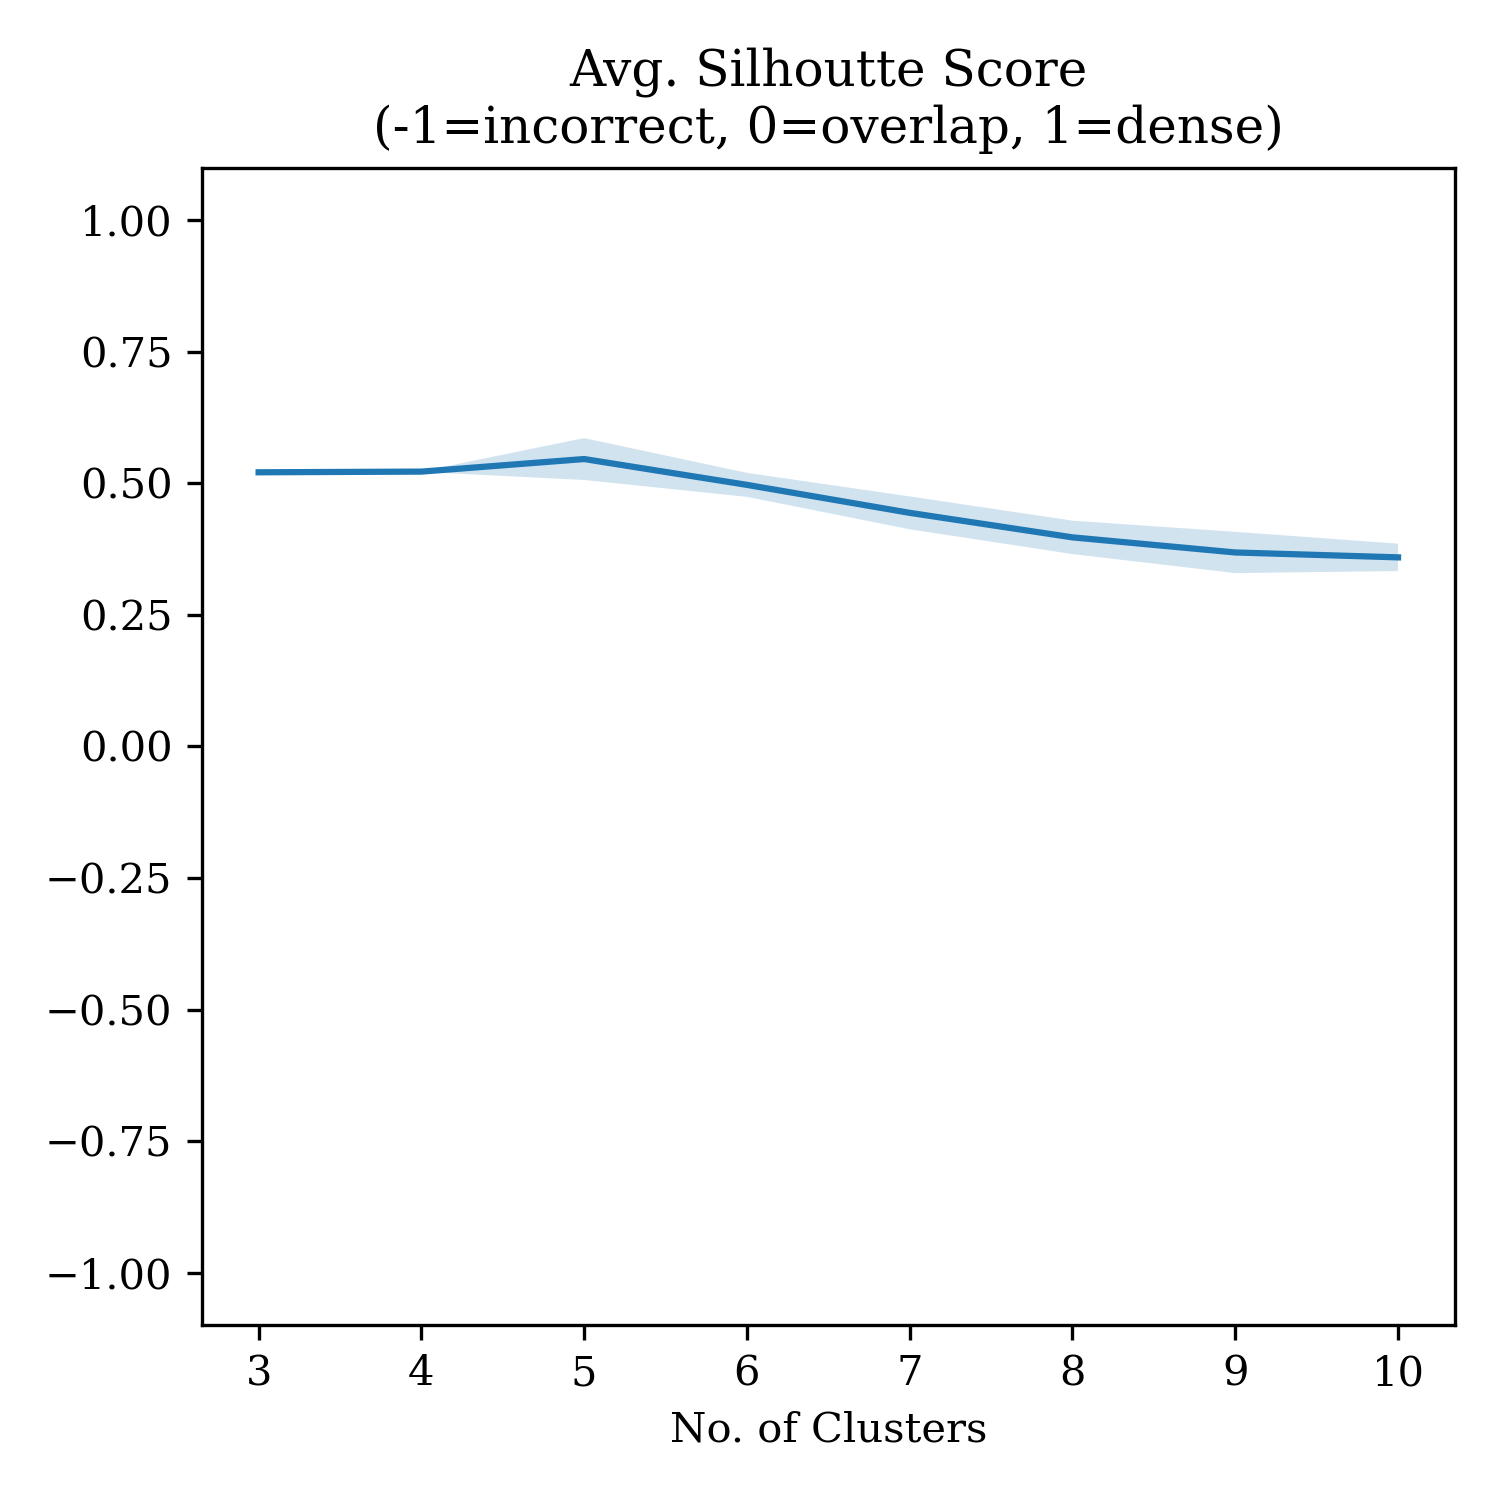 Avg. Silhoutte Score
(-1=incorrect, 0=overlap, 1=dense)
1.00
0.75
0.50
0.25
0.00
−0.25
−0.50
−0.75
−1.00
3 4 5 6 7 8 9 10
No. of Clusters